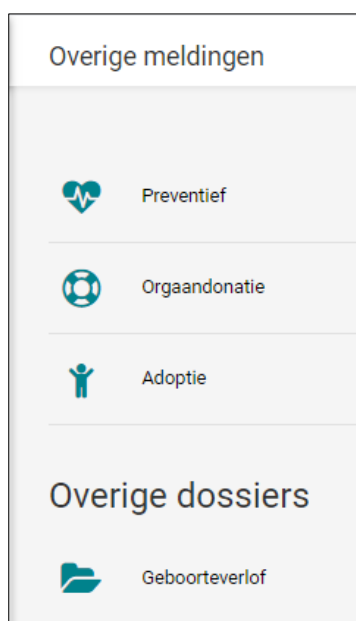 Overige meldingen
Preventief
Orgaandonatie
Adoptie
Overige dossiers
Geboorteverlof